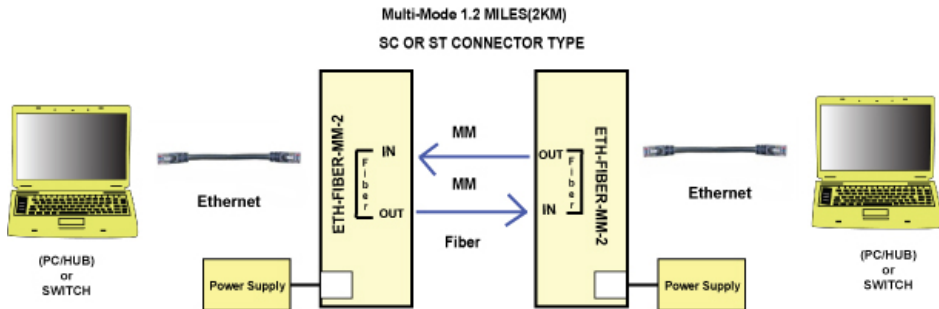 Multi-Mode 1.2 MILES(2KM)
SC OR ST CONNECTOR TYPE
Ethernet
(PC/HUB)
or
SWITCH
Power Supply
ETH-FIBER-MM-2
Fiber
IN
OUT
MM
MM
Fiber
OUT
IN
Fiber
ETH-FIBER-MM-2
Power Supply
Ethernet
(PC/HUB)
or
SWITCH